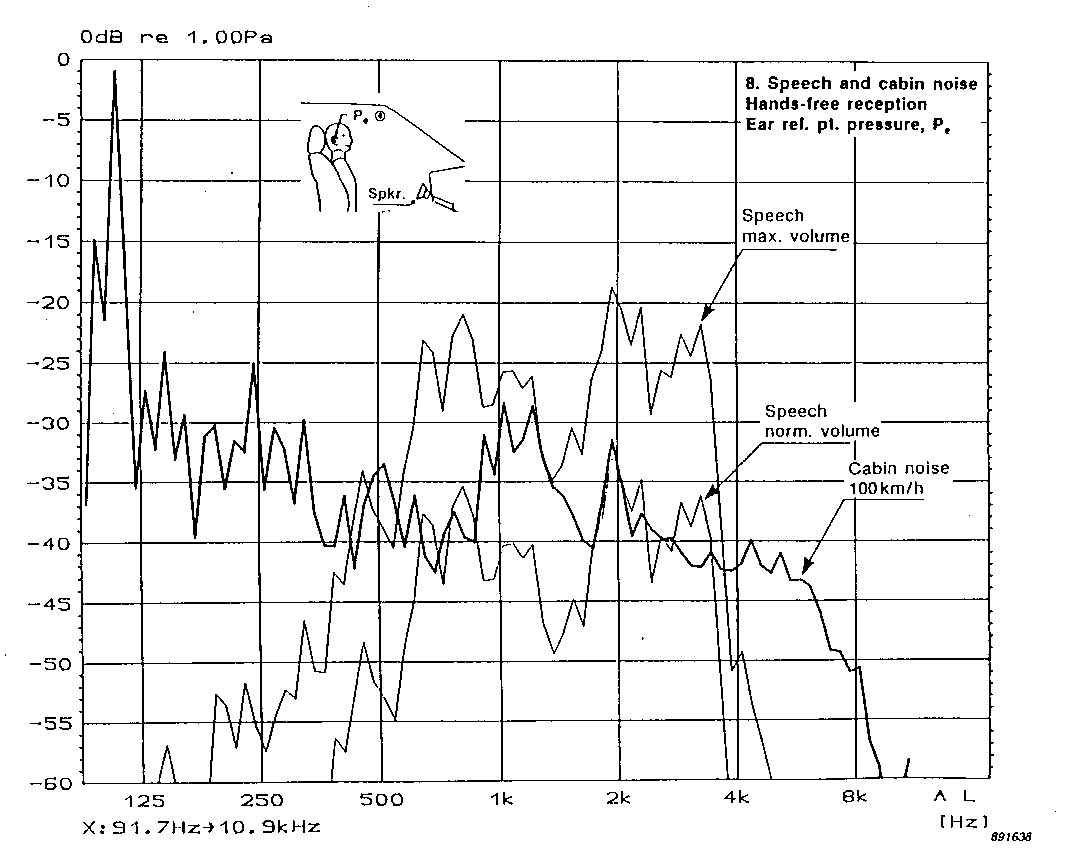 0dB re 1.00Pa
0
-5
-10
-15
-20
-25
-30
-35
-40
-45
-50
-55
-60
8. Speech and cabin noise
Hands-free reception
Ear ref. pt. pressure, Pe
Pe
Spkr.
Speech
max. volume
Speech
norm. volume
Cabin noise
100km/h
125 250 500 1k 2k 4k 8k A L
[Hz]
X:91.7Hz→10.9kHz
891638